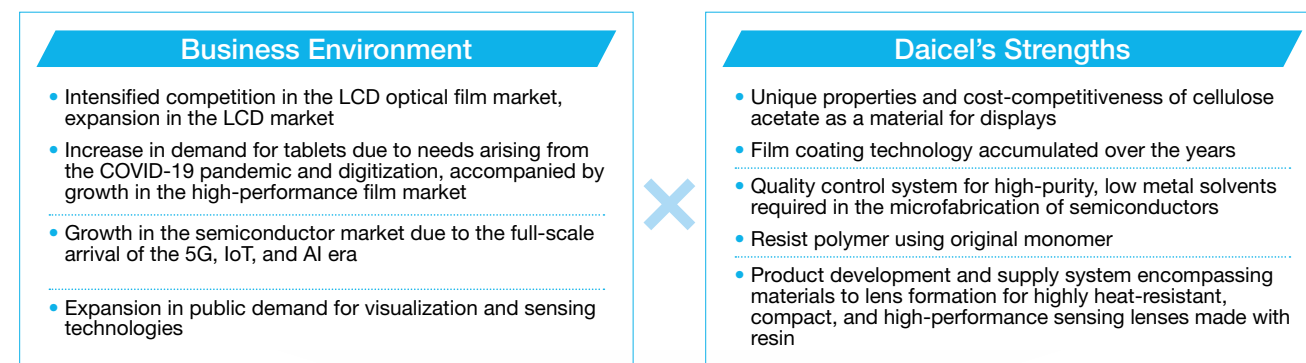 Business Environment
• Intensified competition in the LCD optical film market,
expansion in the LCD market
• Increase in demand for tablets due to needs arising from
the COVID-19 pandemic and digitization, accompanied by
growth in the high-performance film market
• Growth in the semiconductor market due to the full-scale
arrival of the 5G, IoT, and AI era
• Expansion in public demand for visualization and sensing
technologies
×
Daicel's Strengths
• Unique properties and cost-competitiveness of cellulose
acetate as a material for displays
• Film coating technology accumulated over the years
• Quality control system for high-purity, low metal solvents
required in the microfabrication of semiconductors
• Resist polymer using original monomer
• Product development and supply system encompassing
materials to lens formation for highly heat-resistant,
compact, and high-performance sensing lenses made with
resin